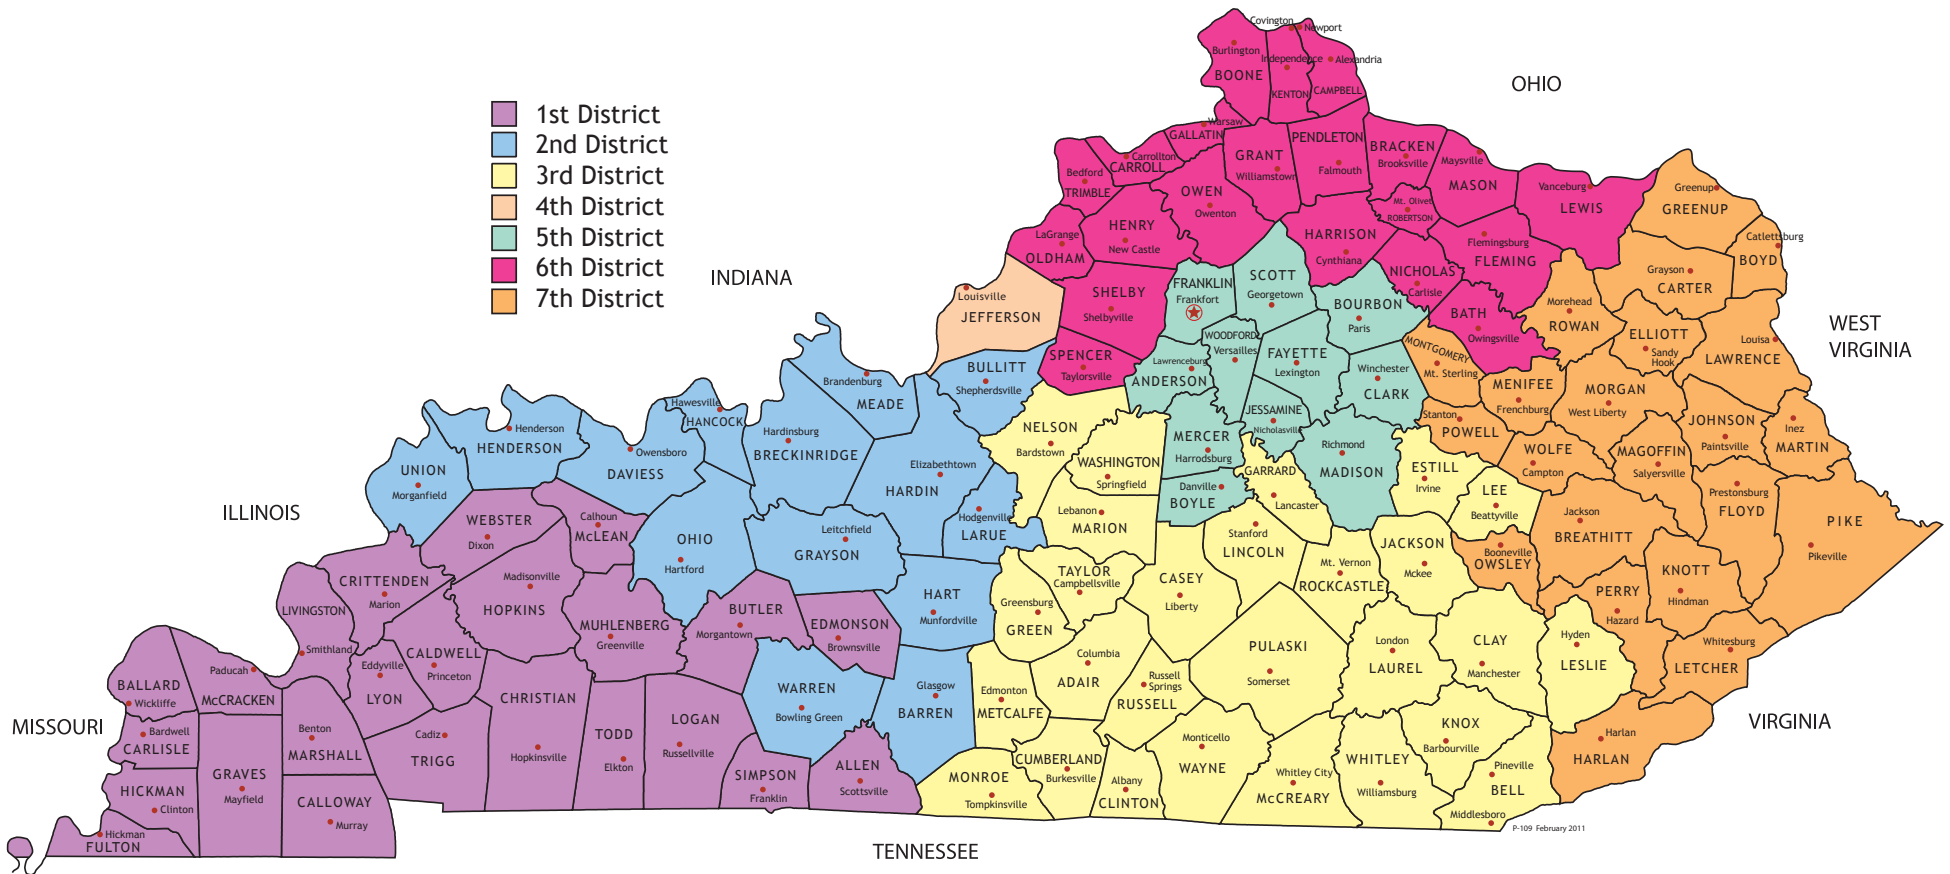 1st District
2nd District
3rd District
4th District
5th District
6th District
7th District
OHIO
INDIANA
ILLINOIS
MISSOURI
TENNESSEE
VIRGINIA
WEST
VIRGINIA
Covington
Newport
Burlington
BOONE
Independence
KENTON
Alexandria
CAMPBELL
Warsaw
GALLATIN
Carrollton
CARROLL
Bedford
TRIMBLE
GRANT
Williamstown
PENDLETON
Falmouth
BRACKEN
Brooksville
Maysville
MASON
Mt. Olivet
ROBERTSON
Vanceburg
LEWIS
OWEN
Owenton
HENRY
New Castle
LaGrange
OLDHAM
HARRISON
Cynthiana
NICHOLAS
Carlisle
Flemingsburg
FLEMING
BATH
Owingsville
SHELBY
Shelbyville
SPENCER
Taylorsville
Louisville
JEFFERSON
FRANKLIN
Frankfort
SCOTT
Georgetown
BOURBON
Paris
WOODFORD
Versailles
FAYETTE
Lexington
Winchester
CLARK
Lawrenceburg
ANDERSON
JESSAMINE
Nicholasville
MERCER
Harrodsburg
Richmond
MADISON
Danville
BOYLE
Greenup
GREENUP
Catlettsburg
BOYD
Grayson
CARTER
Morehead
ROWAN
ELLIOTT
Sandy
Hook
Louisa
LAWRENCE
MONTGOMERY
Mt. Sterling
MENIFEE
Frenchburg
MORGAN
West Liberty
JOHNSON
Paintsville
Inez
MARTIN
Stanton
POWELL
WOLFE
Campton
MAGOFFIN
Salyersville
Prestonsburg
FLOYD
PIKE
Pikeville
Jackson
BREATHITT
Booneville
OWSLEY
PERRY
Hazard
KNOTT
Hindman
Whitesburg
LETCHER
Harlan
HARLAN
BULLITT
Shepherdsville
Brandenburg
MEADE
Hawesville
HANCOCK
Hardinsburg
BRECKINRIDGE
Elizabethtown
HARDIN
Hodgenville
LARUE
Henderson
HENDERSON
Owensboro
DAVIESS
UNION
Morganfield
OHIO
Hartford
Leitchfield
GRAYSON
HART
Munfordville
WARREN
Bowling Green
Glasgow
BARREN
WEBSTER
Dixon
Calhoun
McLEAN
CRITTENDEN
Marion
Madisonville
HOPKINS
LIVINGSTON
Smithland
MUHLENBERG
Greenville
BUTLER
Morgantown
EDMONSON
Brownsville
CALDWELL
Princeton
Eddyville
LYON
Paducah
McCRACKEN
BALLARD
Wickliffe
Bardwell
CARLISLE
HICKMAN
Clinton
Hickman
FULTON
GRAVES
Mayfield
Benton
MARSHALL
CALLOWAY
Murray
Cadiz
TRIGG
CHRISTIAN
Hopkinsville
TODD
Elkton
LOGAN
Russellville
SIMPSON
Franklin
ALLEN
Scottsville
NELSON
Bardstown
WASHINGTON
Springfield
Lebanon
MARION
GARRARD
Lancaster
ESTILL
Irvine
LEE
Beattyville
Stanford
LINCOLN
JACKSON
Mckee
Mt. Vernon
ROCKCASTLE
TAYLOR
Campbellsville
CASEY
Liberty
Greensburg
GREEN
Columbia
ADAIR
Russell
Springs
RUSSELL
PULASKI
Somerset
London
LAUREL
CLAY
Manchester
Hyden
LESLIE
Edmonton
METCALFE
MONROE
Tompkinsville
CUMBERLAND
Burkesville
Albany
CLINTON
Monticello
WAYNE
Whitley City
McCREARY
WHITLEY
Williamsburg
KNOX
Barbourville
Pineville
BELL
Middlesboro
P-109 February 2011